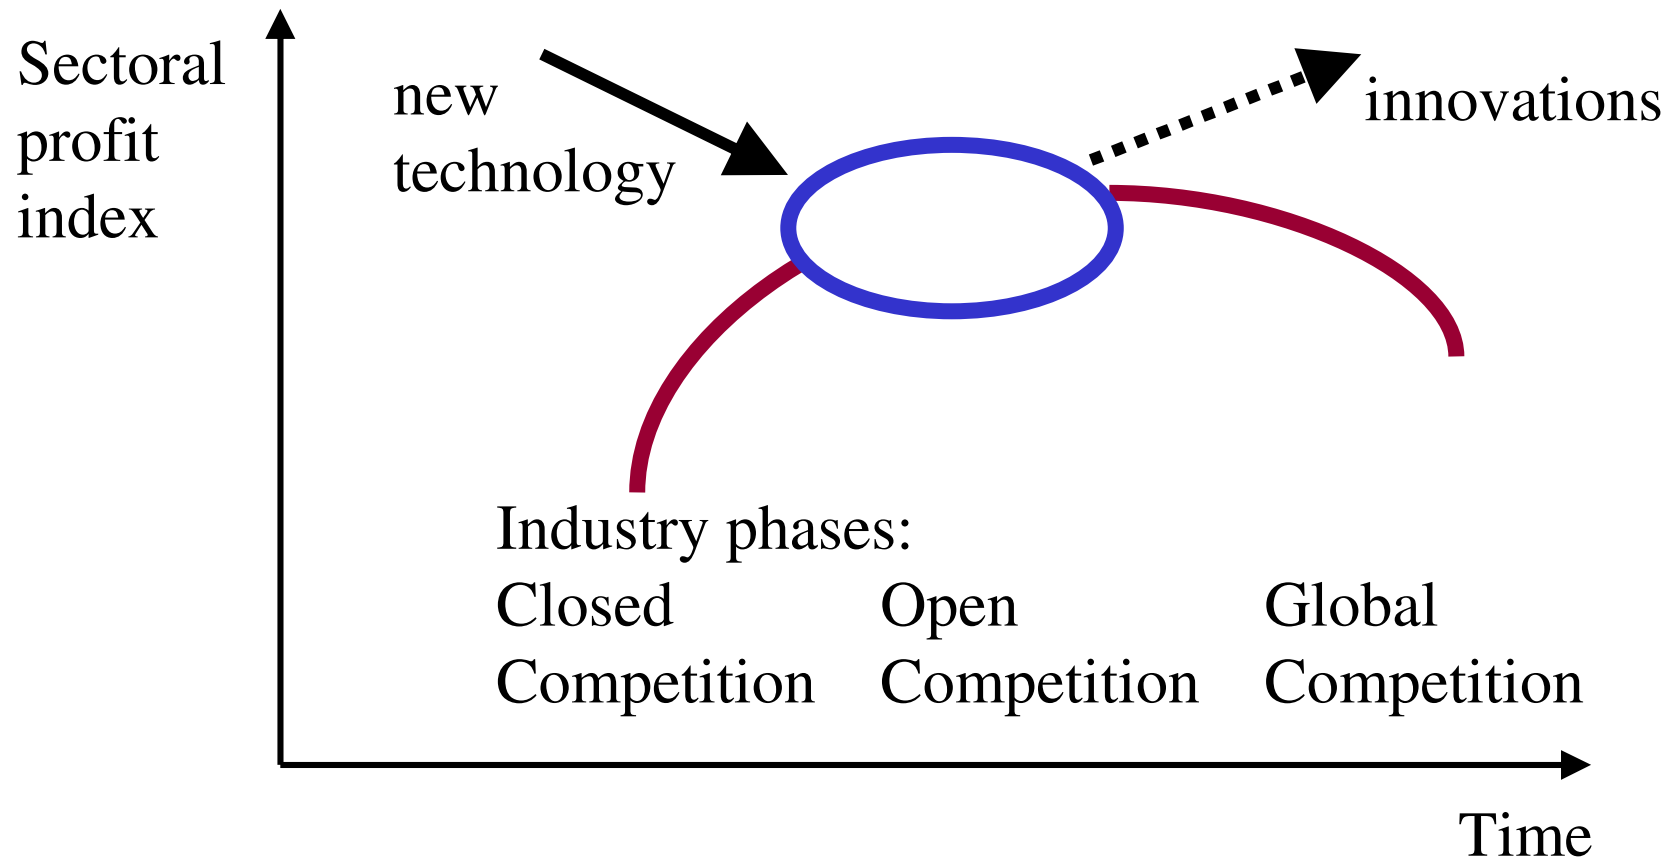 Sectoral
profit
index
new
technology
innovations
Industry phases:
Closed Open Global
Competition Competition Competition
Time